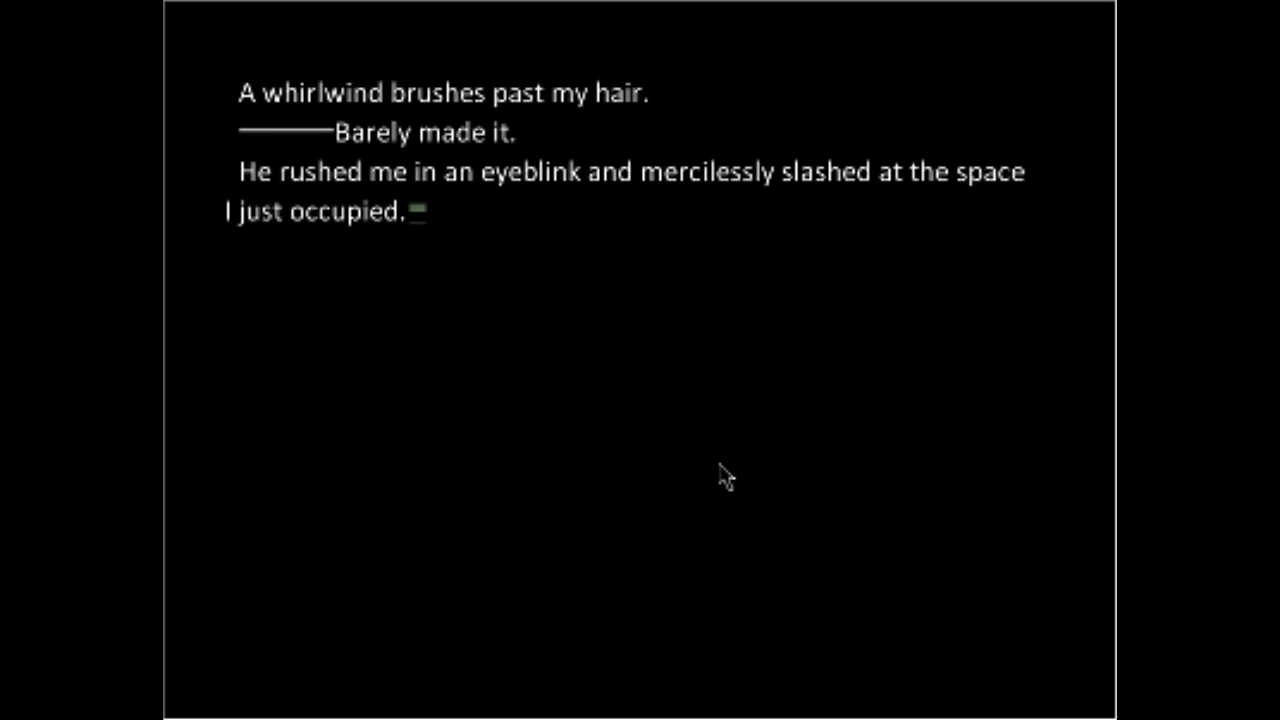 A whirlwind brushes past my hair.
————Barely made it.
He rushed me in an eyeblink and mercilessly slashed at the space
I just occupied.